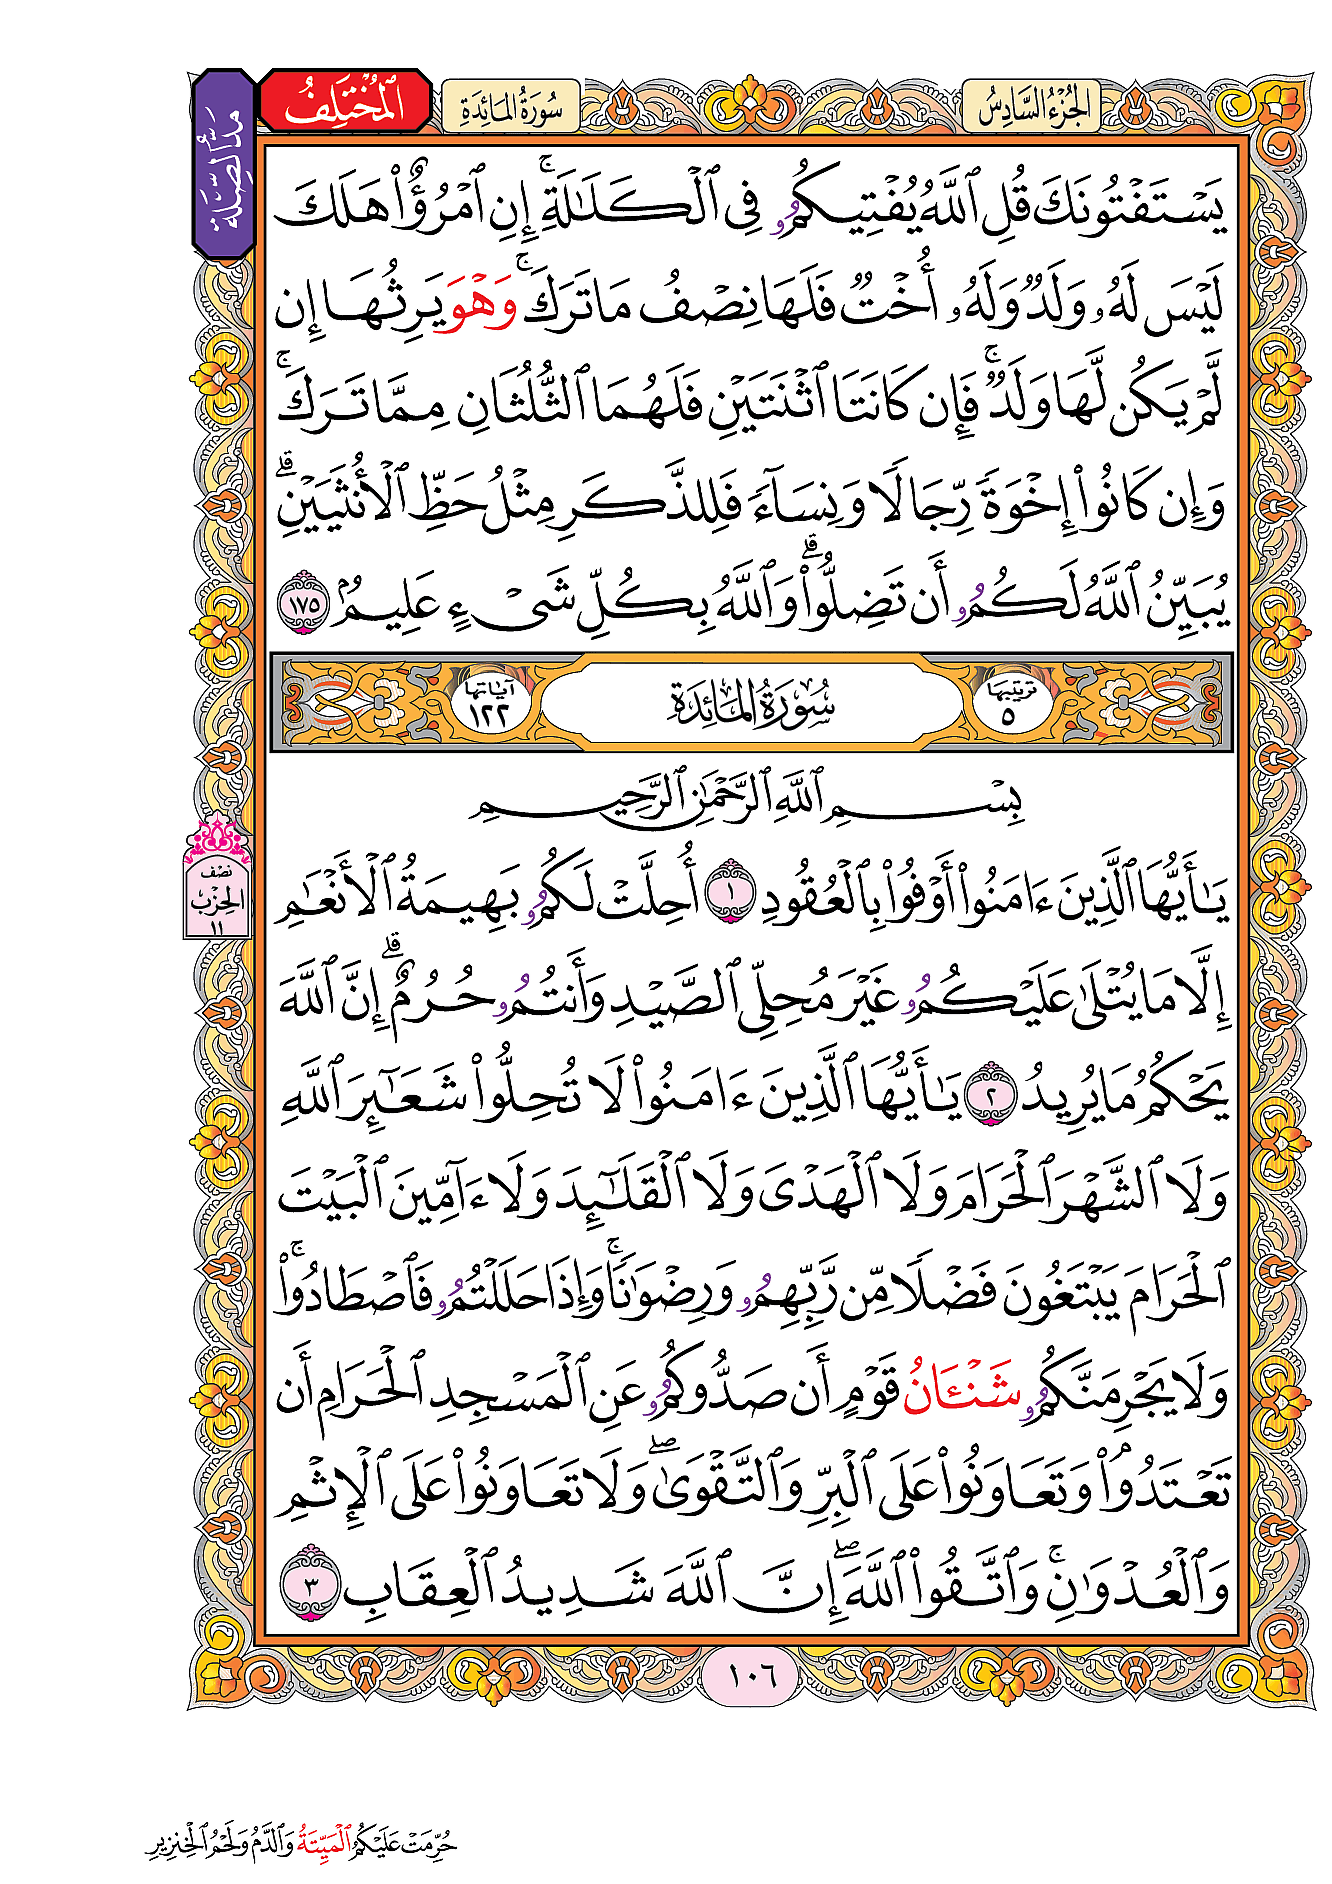 الجُزْءُ السَّادِسُ
سُورَةُ المَائِدَةِ
المُخْتَلِفُ
مَدُّ الصِّلَة
يَسْتَفْتُونَكَ قُلِ ٱللَّهُ يُفْتِيكُمُۥ فِى ٱلْكَلَٰلَةِ ۚ إِنِ ٱمْرُؤٌا۟ هَلَكَ
لَيْسَ لَهُۥ وَلَدٌ وَلَهُۥ أُخْتٌ فَلَهَا نِصْفُ مَا تَرَكَ ۚ وَهْوَ يَرِثُهَا إِن
لَّمْ يَكُن لَّهَا وَلَدٌ ۚ فَإِن كَانَتَا ٱثْنَتَيْنِ فَلَهُمَا ٱلثُّلُثَانِ مِمَّا تَرَكَ ۚ
وَإِن كَانُوا۟ إِخْوَةً رِّجَالًا وَنِسَآءً فَلِلذَّكَرِ مِثْلُ حَظِّ ٱلْأُنثَيَيْنِ ۗ
يُبَيِّنُ ٱللَّهُ لَكُمُۥ أَن تَضِلُّوا۟ ۗ وَٱللَّهُ بِكُلِّ شَىْءٍ عَلِيمٌۢ ١٧٥
ترتيبها ٥
سُورَةُ المَائِدَةِ
آياتها ١٢٢
بِسْمِ ٱللَّهِ ٱلرَّحْمَٰنِ ٱلرَّحِيمِ
يَٰٓأَيُّهَا ٱلَّذِينَ ءَامَنُوا۟ أَوْفُوا۟ بِٱلْعُقُودِ ١ أُحِلَّتْ لَكُمُۥ بَهِيمَةُ ٱلْأَنْعَٰمِ
إِلَّا مَا يُتْلَىٰ عَلَيْكُمُۥ غَيْرَ مُحِلِّى ٱلصَّيْدِ وَأَنتُمُۥ حُرُمٌ ۗ إِنَّ ٱللَّهَ
يَحْكُمُ مَا يُرِيدُ ٢ يَٰٓأَيُّهَا ٱلَّذِينَ ءَامَنُوا۟ لَا تُحِلُّوا۟ شَعَٰٓئِرَ ٱللَّهِ
وَلَا ٱلشَّهْرَ ٱلْحَرَامَ وَلَا ٱلْهَدْىَ وَلَا ٱلْقَلَٰٓئِدَ وَلَا ءَآمِّينَ ٱلْبَيْتَ
ٱلْحَرَامَ يَبْتَغُونَ فَضْلًا مِّن رَّبِّهِمُۥ وَرِضْوَٰنًا ۚ وَإِذَا حَلَلْتُمُۥ فَٱصْطَادُوا۟ ۚ
وَلَا يَجْرِمَنَّكُمُۥ شَنْـَٔانُ قَوْمٍ أَن صَدُّوكُمُۥ عَنِ ٱلْمَسْجِدِ ٱلْحَرَامِ أَن
تَعْتَدُوا۟ۘ وَتَعَاوَنُوا۟ عَلَى ٱلْبِرِّ وَٱلتَّقْوَىٰ ۖ وَلَا تَعَاوَنُوا۟ عَلَى ٱلْإِثْمِ
وَٱلْعُدْوَٰنِ ۚ وَٱتَّقُوا۟ ٱللَّهَ ۖ إِنَّ ٱللَّهَ شَدِيدُ ٱلْعِقَابِ ٣
نصف
الحزب
١١
١٠٦
حُرِّمَتْ عَلَيْكُمُ ٱلْمَيِّتَةُ وَٱلدَّمُ وَلَحْمُ ٱلْخِنزِيرِ